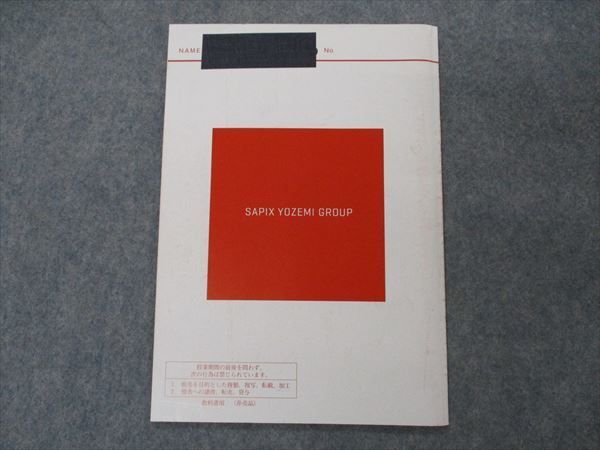 NAME
No.
SAPIX YOZEMI GROUP
授業期間の前後を問わず、
次の行為は禁じられています。
1. 販売を目的とした複製、複写、転載、加工
2. 他者への譲渡、転売、貸与
教材費用 (非売品)